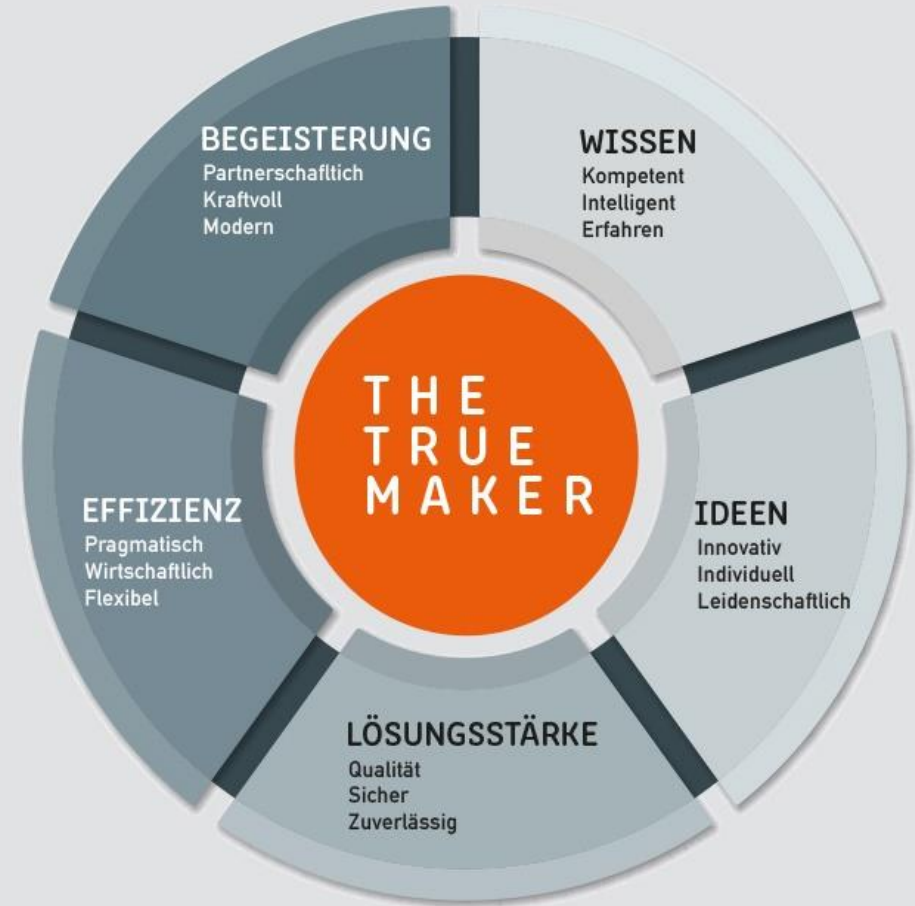 BEGEISTERUNG
Partnerschafltich
Kraftvoll
Modern
WISSEN
Kompetent
Intelligent
Erfahren
THE
TRUE
MAKER
EFFIZIENZ
Pragmatisch
Wirtschaftlich
Flexibel
IDEEN
Innovativ
Individuell
Leidenschaftlich
LÖSUNGSSTÄRKE
Qualität
Sicher
Zuverlässig